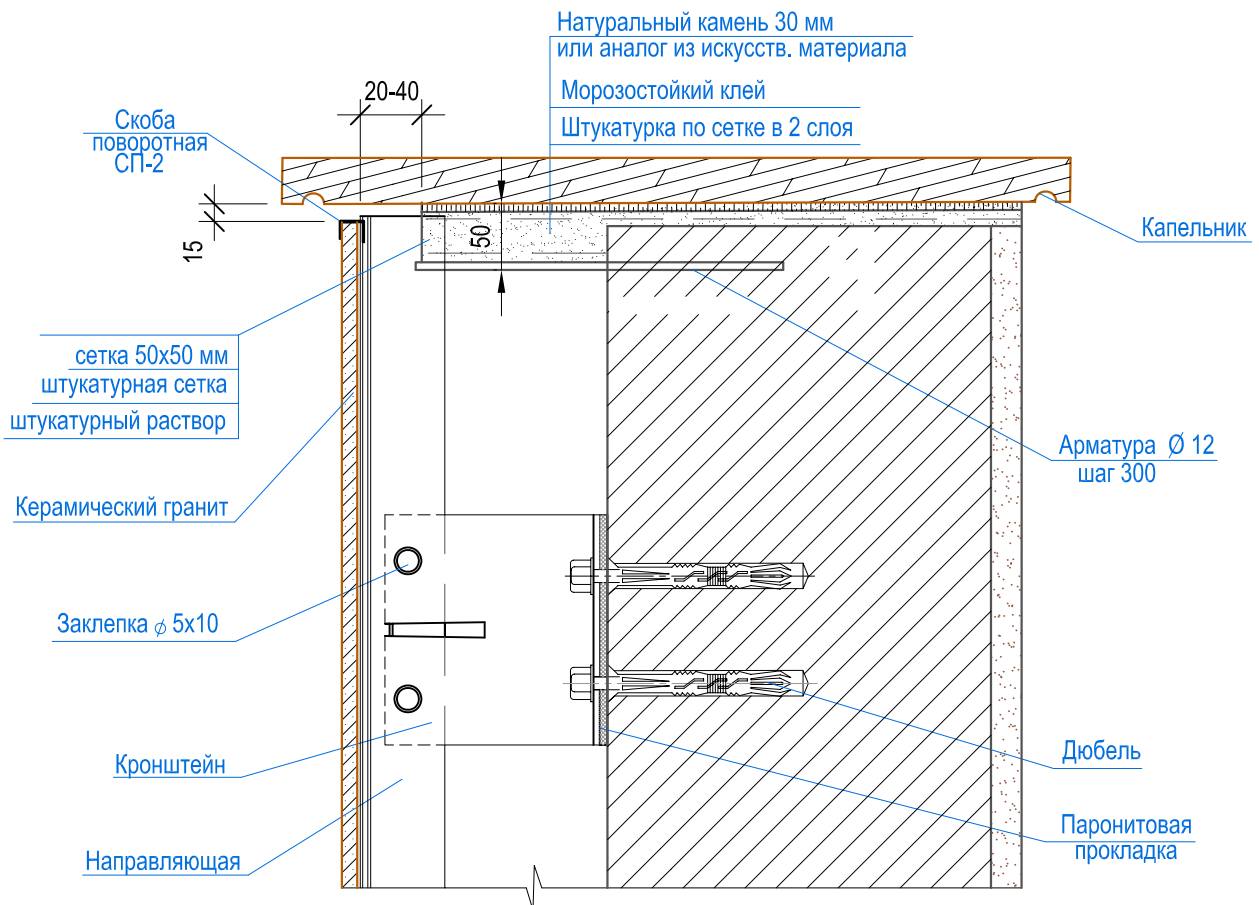 Натуральный камень 30 мм
или аналог из искусств. материала
20-40
Морозостойкий клей
Скоба
поворотная
СП-2
Штукатурка по сетке в 2 слоя
15
50
Капельник
сетка 50х50 мм
штукатурная сетка
штукатурный раствор
Арматура Ø 12
шаг 300
Керамический гранит
Заклепка ϕ 5х10
Кронштейн
Дюбель
Паронитовая
прокладка
Направляющая